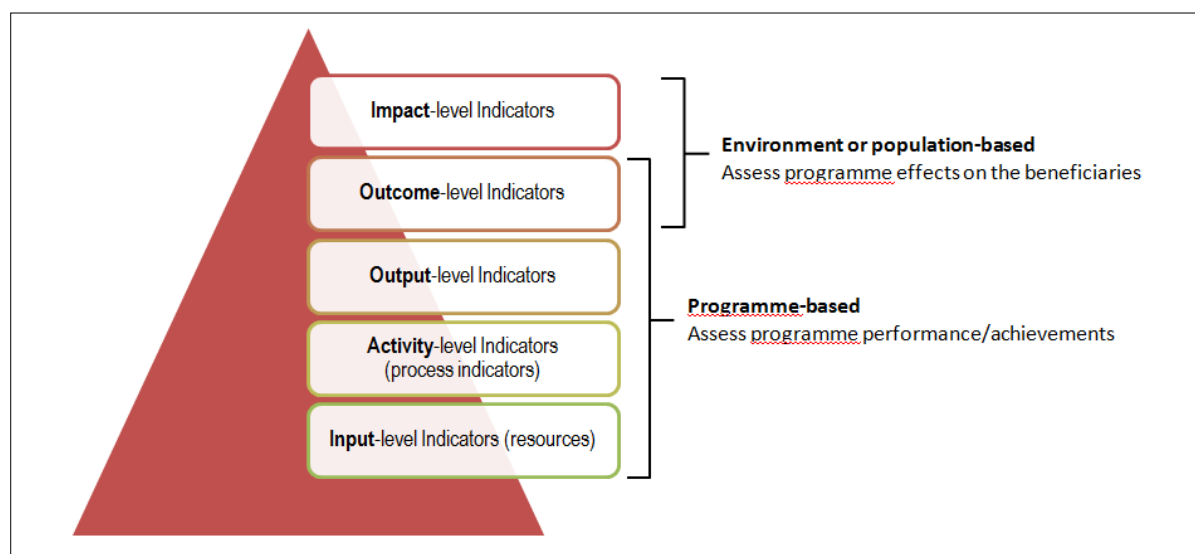 Impact-level Indicators
Environment or population-based
Assess programme effects on the beneficiaries
Outcome-level Indicators
Output-level Indicators
Programme-based
Assess programme performance/achievements
Activity-level Indicators
(process indicators)
Input-level Indicators (resources)